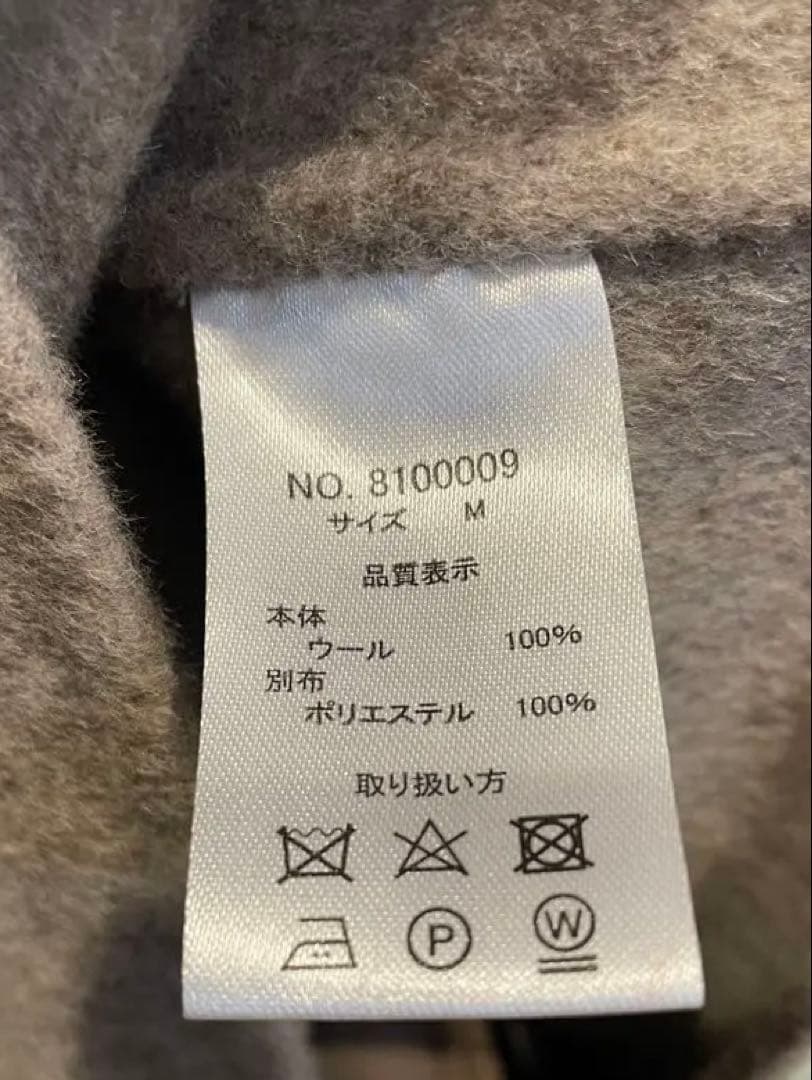 NO. 8100009
サイズ M
品質表示
本体
ウール 100%
別布
ポリエステル 100%
取り扱い方
P W